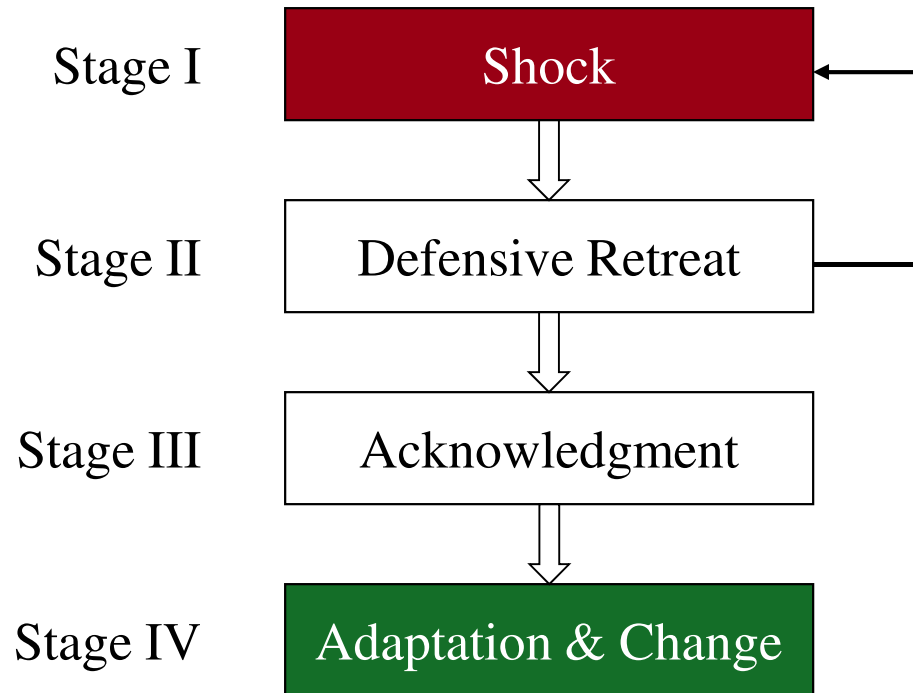 Stage I
Shock
Stage II
Defensive Retreat
Stage III
Acknowledgment
Stage IV
Adaptation & Change